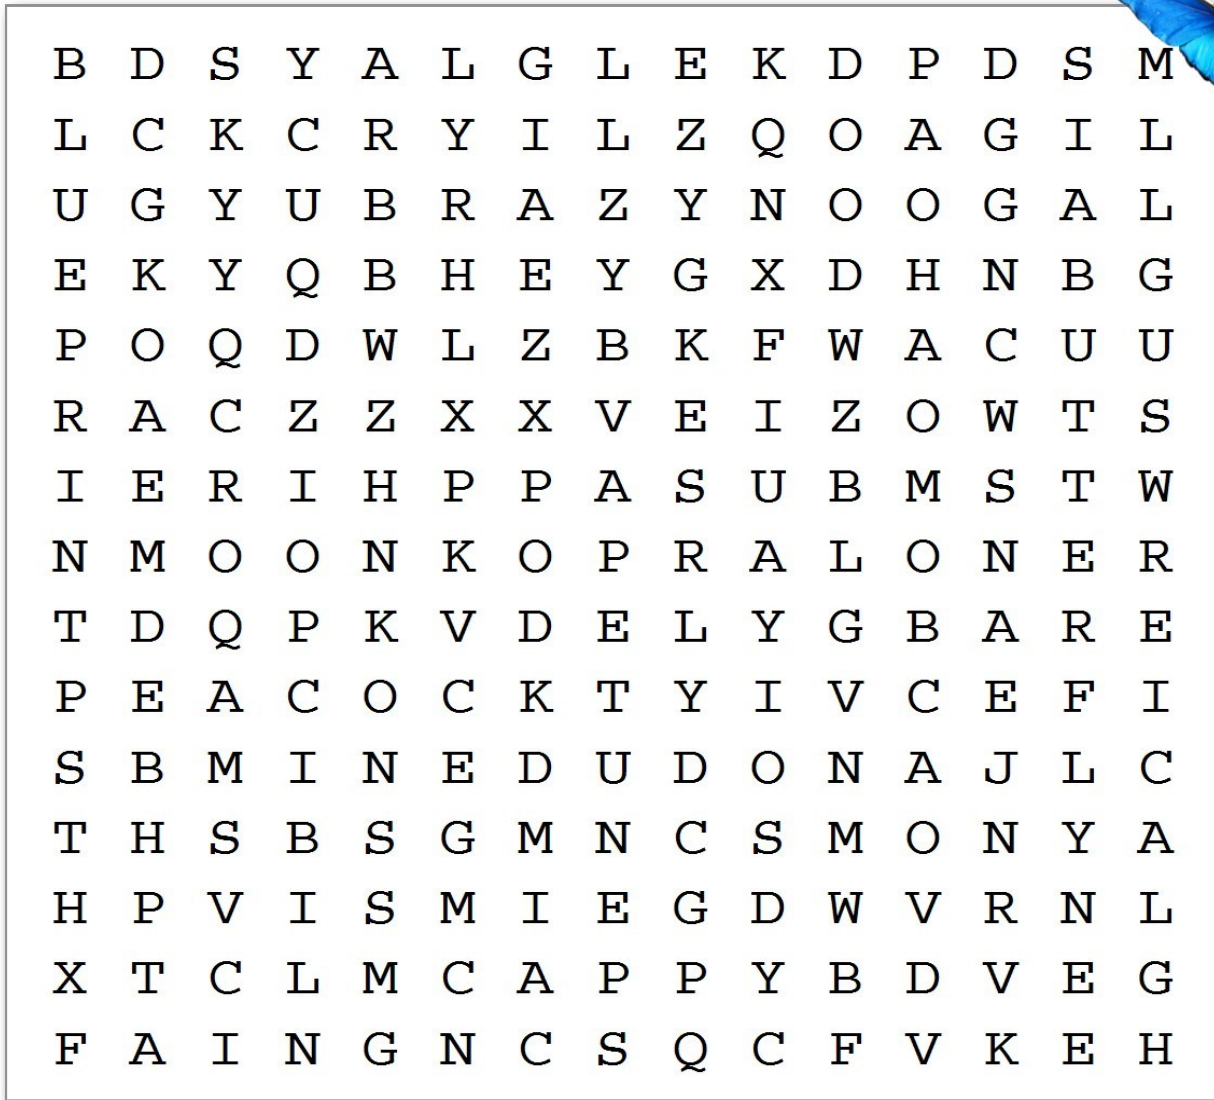 B D S Y A L G L E K D P D S M
L C K C R Y I L Z Q O A G I L
U G Y U B R A Z Y N O O G A L
E K Y Q B H E Y G X D H N B G
P O Q D W L Z B K F W A C U U
R A C Z Z X X V E I Z O W T S
I E R I H P P A S U B M S T W
N M O O N K O P R A L O N E R
T D Q P K V D E L Y G B A R E
P E A C O C K T Y I V C E F I
S B M I N E D U D O N A J L C
T H S B S G M N C S M O N Y A
H P V I S M I E G D W V R N L
X T C L M C A P P Y B D V E G
F A I N G N C S Q C F V K E H